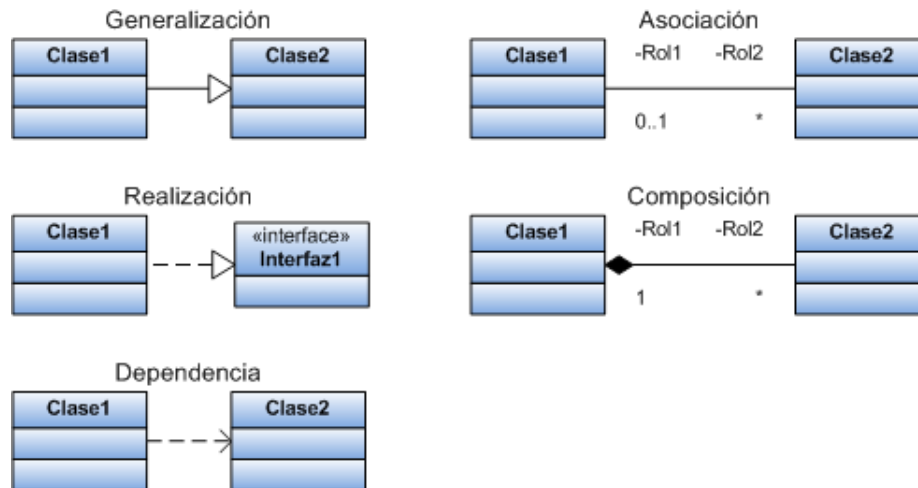 Generalización
Clase1
Clase2
Asociación
Clase1
-Rol1
-Rol2
Clase2
0..1
*
Realización
Clase1
«interface»
Interfaz1
Composición
Clase1
-Rol1
-Rol2
Clase2
1
*
Dependencia
Clase1
Clase2